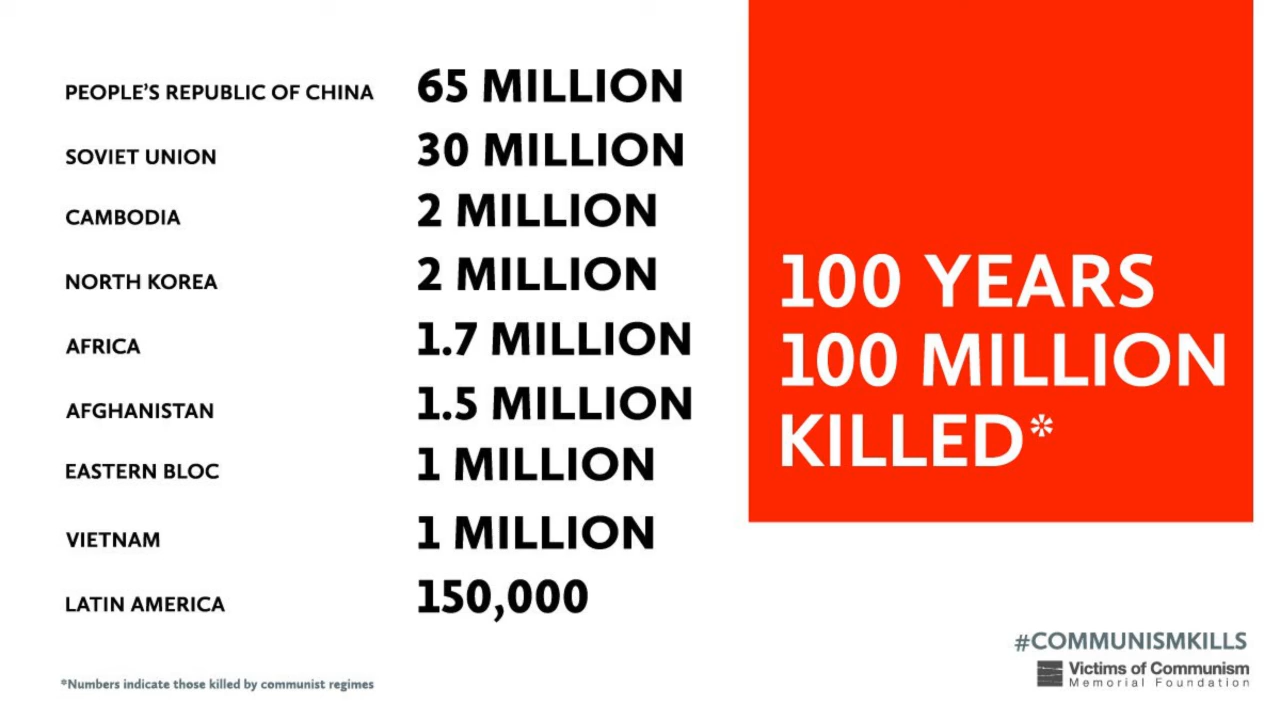 PEOPLE'S REPUBLIC OF CHINA 65 MILLION
SOVIET UNION 30 MILLION
CAMBODIA 2 MILLION
NORTH KOREA 2 MILLION
AFRICA 1.7 MILLION
AFGHANISTAN 1.5 MILLION
EASTERN BLOC 1 MILLION
VIETNAM 1 MILLION
LATIN AMERICA 150,000
*Numbers indicate those killed by communist regimes
100 YEARS
100 MILLION
KILLED*
#COMMUNISMKILLS
Victims of Communism
Memorial Foundation